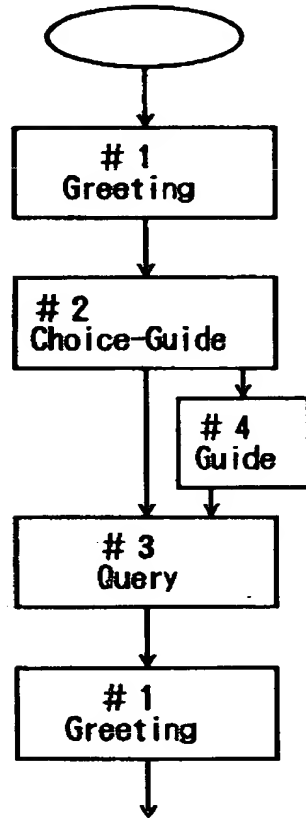 # 1
Greeting
# 2
Choice-Guide
# 4
Guide
# 3
Query
# 1
Greeting